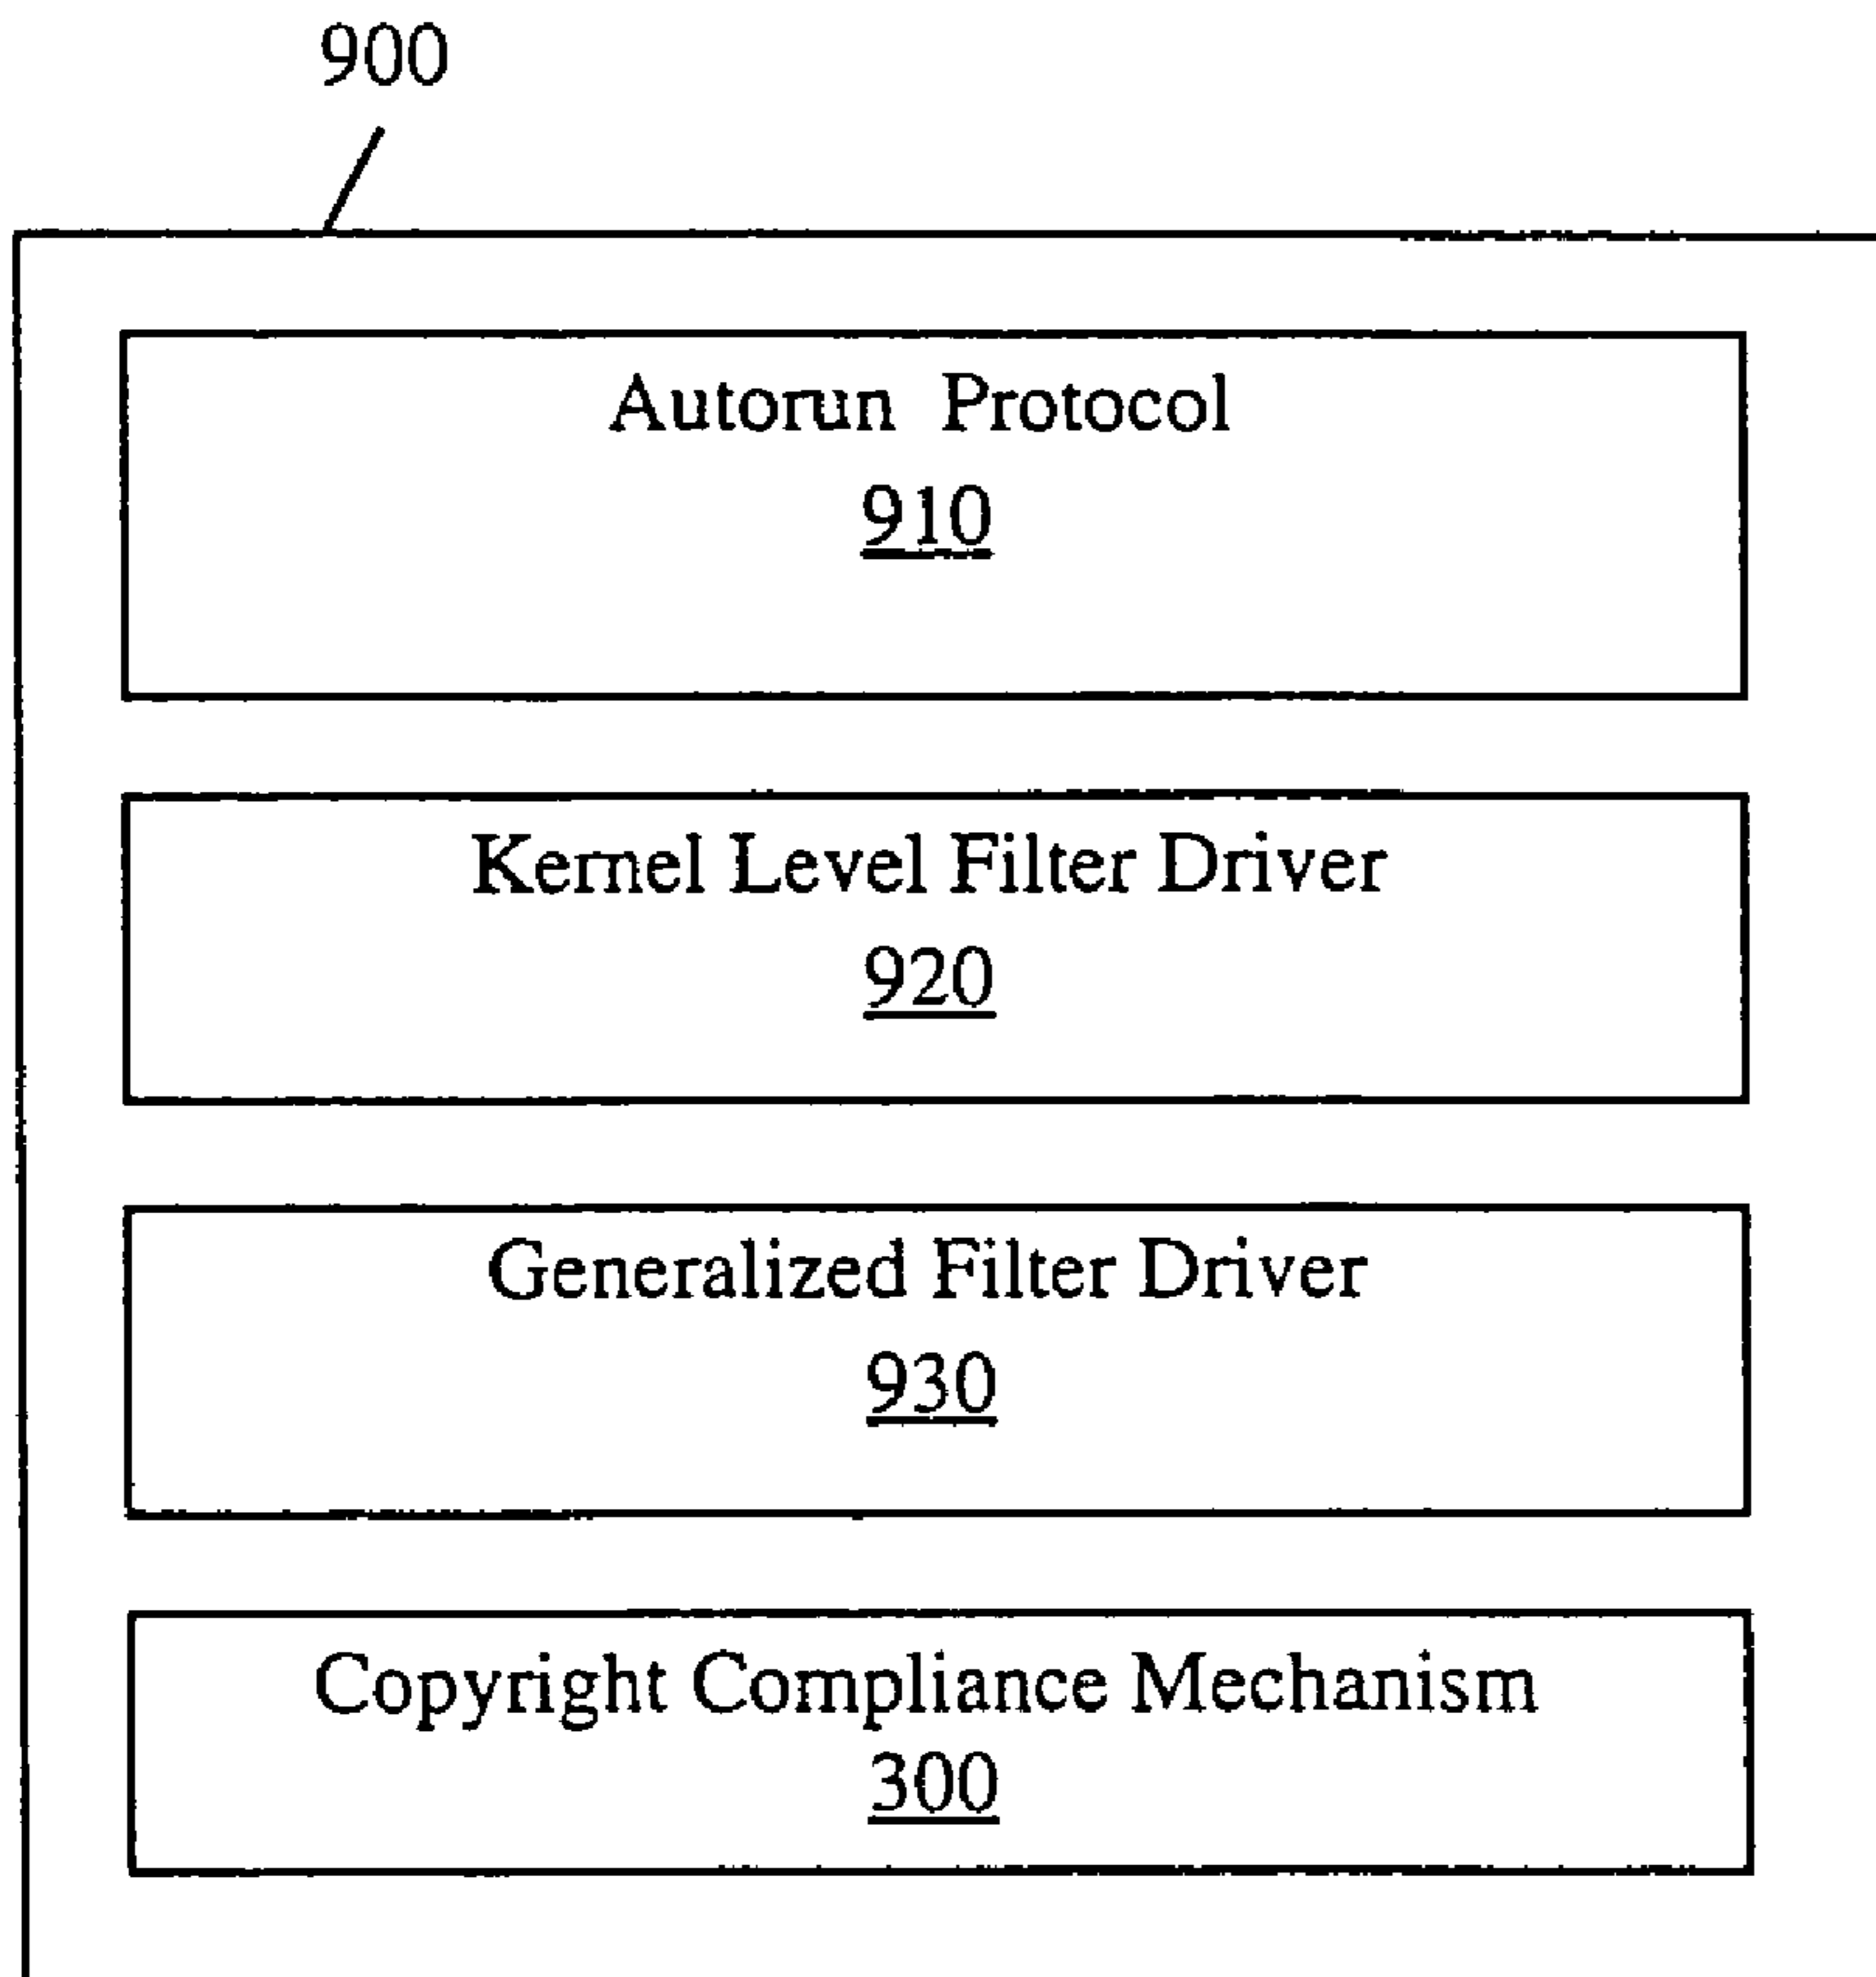 900
Autorun Protocol
910
Kernel Level Filter Driver
920
Generalized Filter Driver
930
Copyright Compliance Mechanism
300